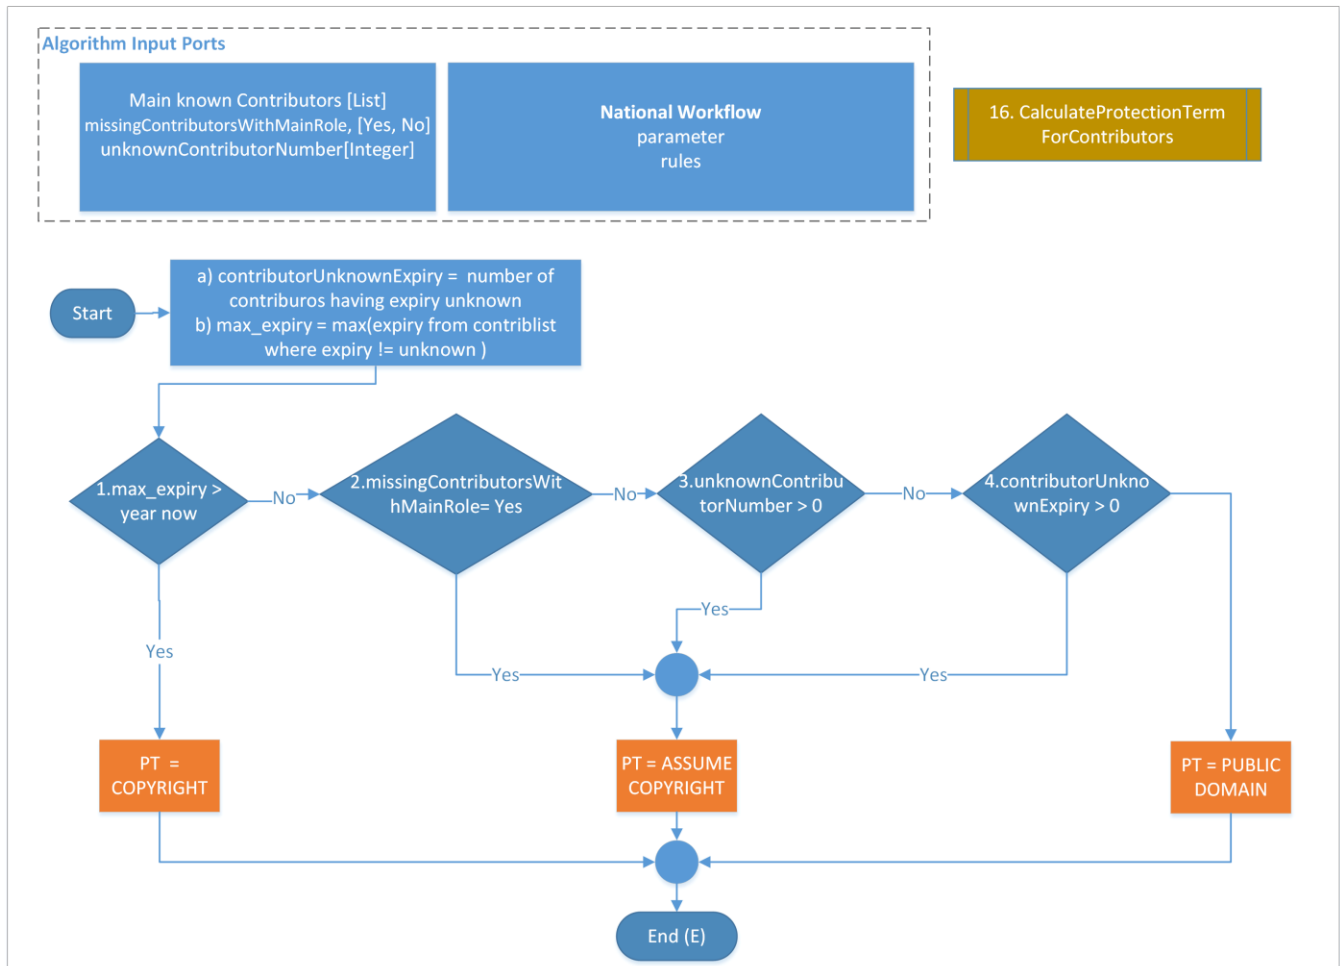 Algorithm Input Ports
Main known Contributors [List]
missingContributorsWithMainRole, [Yes, No]
unknownContributorNumber[Integer]
National Workflow
parameter
rules
16. CalculateProtectionTerm
ForContributors
Start
a) contributorUnknownExpiry =  number of
contriburos having expiry unknown
b) max_expiry = max(expiry from contriblist
where expiry != unknown )
1.max_expiry >
year now
No
2.missingContributorsWit
hMainRole= Yes
No
3.unknownContribu
torNumber > 0
No
4.contributorUnkno
wnExpiry > 0
Yes
Yes
Yes
Yes
PT  =
COPYRIGHT
PT = ASSUME
COPYRIGHT
PT = PUBLIC
DOMAIN
End (E)